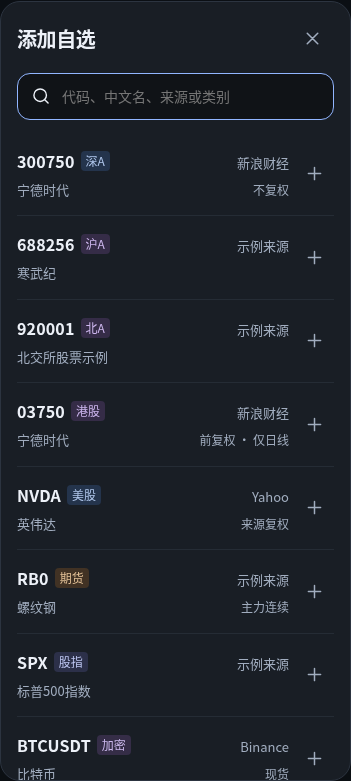 添加自选
代码、中文名、来源或类别
300750 深A 新浪财经
宁德时代 不复权
688256 沪A 示例来源
寒武纪
920001 北A 示例来源
北交所股票示例
03750 港股 新浪财经
宁德时代 前复权 · 仅日线
NVDA 美股 Yahoo
英伟达 来源复权
RB0 期货 示例来源
螺纹钢 主力连续
SPX 股指 示例来源
标普500指数
BTCUSDT 加密 Binance
比特币 现货